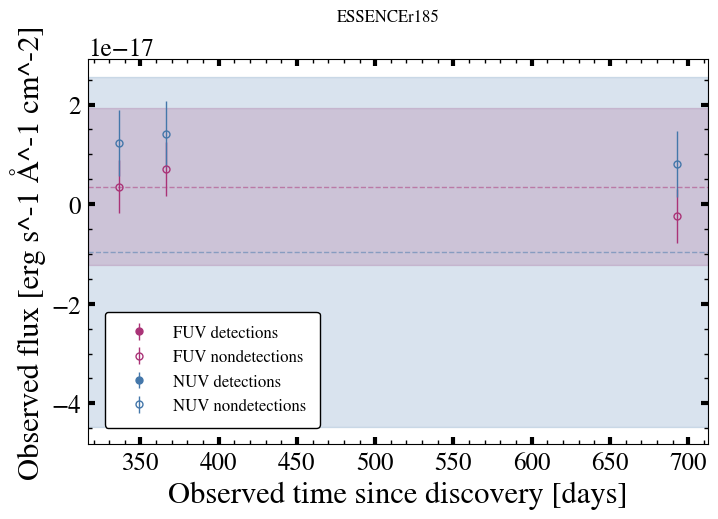 ESSENCEr185
1e−17
Observed flux [erg s^-1 Å^-1 cm^-2]
2
0
−2
−4
FUV detections
FUV nondetections
NUV detections
NUV nondetections
350 400 450 500 550 600 650 700
Observed time since discovery [days]